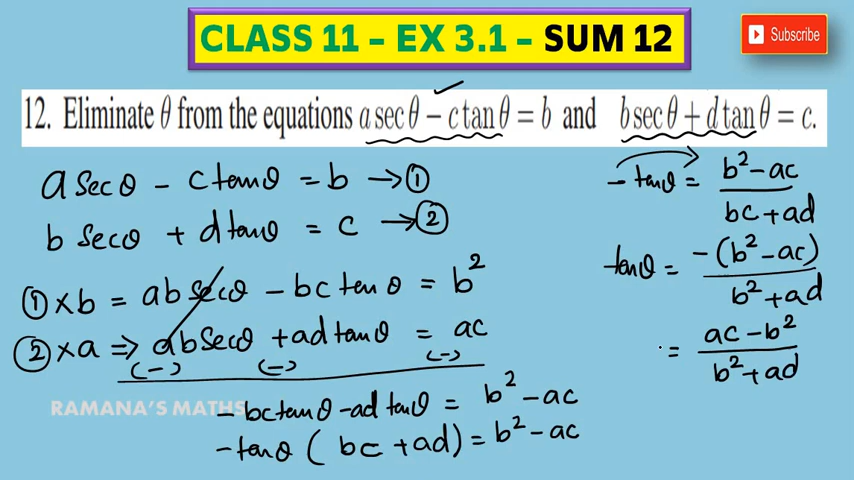 CLASS 11 – EX 3.1 – SUM 12
Subscribe
12. Eliminate θ from the equations a sec θ – c tan θ = b and b sec θ + d tan θ = c.
a secθ - c tanθ = b → ①
b secθ + d tanθ = c → ②
① × b = ab secθ - bc tan θ = b²
② × a ⇒ ab secθ + ad tanθ = ac
(-) (-) (-)
- bc tanθ - ad tanθ = b² - ac
- tanθ ( bc + ad) = b² - ac
- tanθ = b² - ac
bc + ad
tanθ = -(b² - ac)
b² + ad
= ac - b²
b² + ad
RAMANA'S MATHS